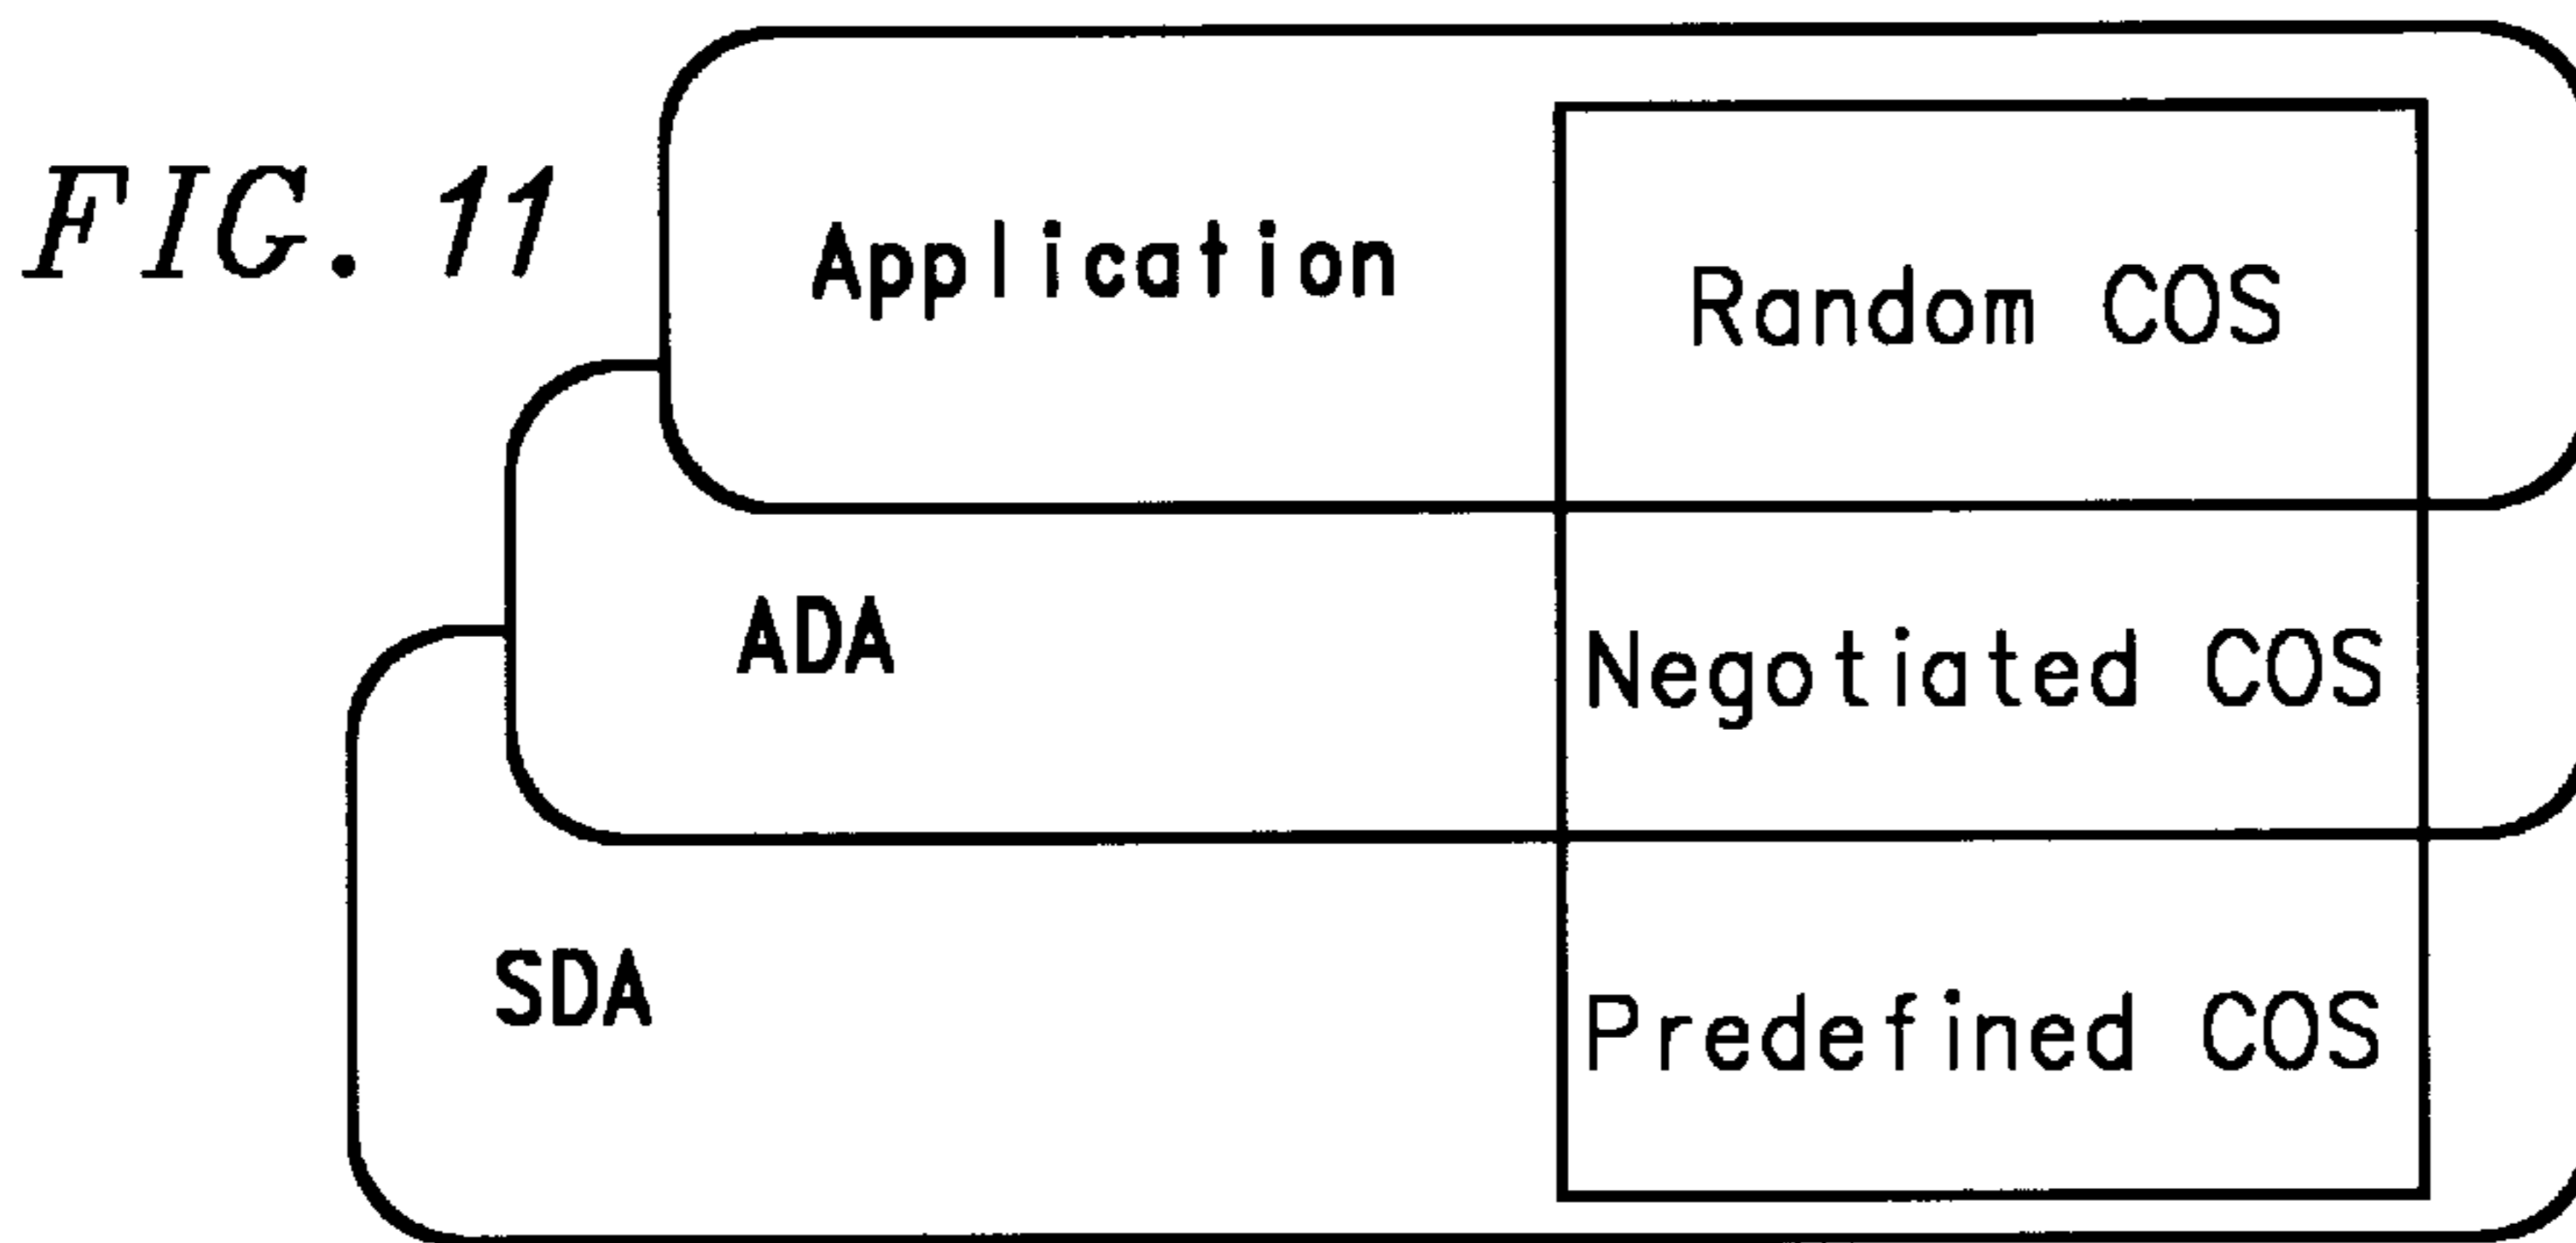 FIG. 11
Application
Random COS
ADA
Negotiated COS
SDA
Predefined COS